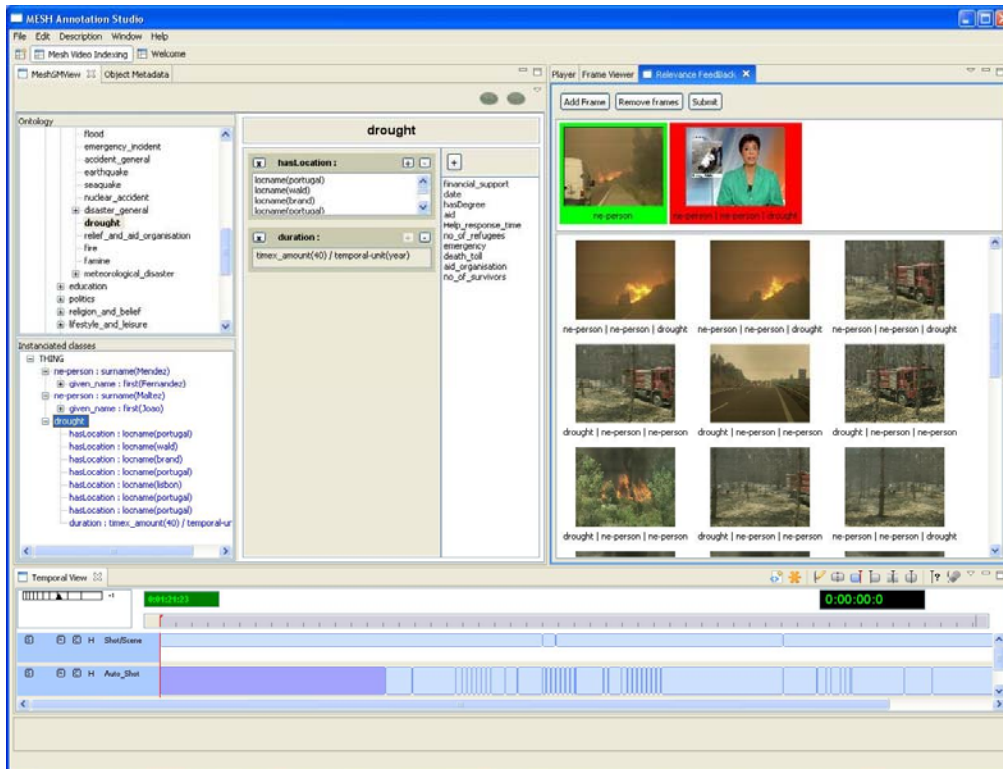 MESH Annotation Studio
File Edit Description Window Help
Mesh Video Indexing Welcome
MeshSMView Object Metadata
Ontology
flood
emergency_incident
accident_general
earthquake
seaquake
nuclear_accident
disaster_general
drought
relief_and_aid_organisation
fire
famine
meteorological_disaster
education
politics
religion_and_belief
lifestyle_and_leisure
Instanciated classes
THING
ne-person : surname(Mendez)
given_name : first(Fernandez)
ne-person : surname(Maltez)
given_name : first(Joao)
drought
hasLocation : locname(portugal)
hasLocation : locname(wald)
hasLocation : locname(brand)
hasLocation : locname(portugal)
hasLocation : locname(lisbon)
hasLocation : locname(portugal)
hasLocation : locname(portugal)
duration : timex_amount(40) / temporal-ur
drought
x hasLocation : + -
locname(portugal)
locname(wald)
locname(brand)
locname(portugal)
x duration : + -
timex_amount(40) / temporal-unit(year)
+
financial_support
date
hasDegree
aid
Help_response_time
no_of_refugees
emergency
death_toll
aid_organisation
no_of_survivors
Player Frame Viewer Relevance Feedback
Add Frame Remove frames Submit
ne-person
ne-person | ne-person | drought
ne-person | ne-person | drought
ne-person | ne-person | drought
ne-person | ne-person | drought
drought | ne-person | ne-person
drought | ne-person | ne-person
drought | ne-person | ne-person
drought | ne-person | ne-person
drought | ne-person | ne-person
drought | ne-person | ne-person
Temporal View
0:01:21:23
0:00:00:0
H Shot/Scene
H Auto_Shot